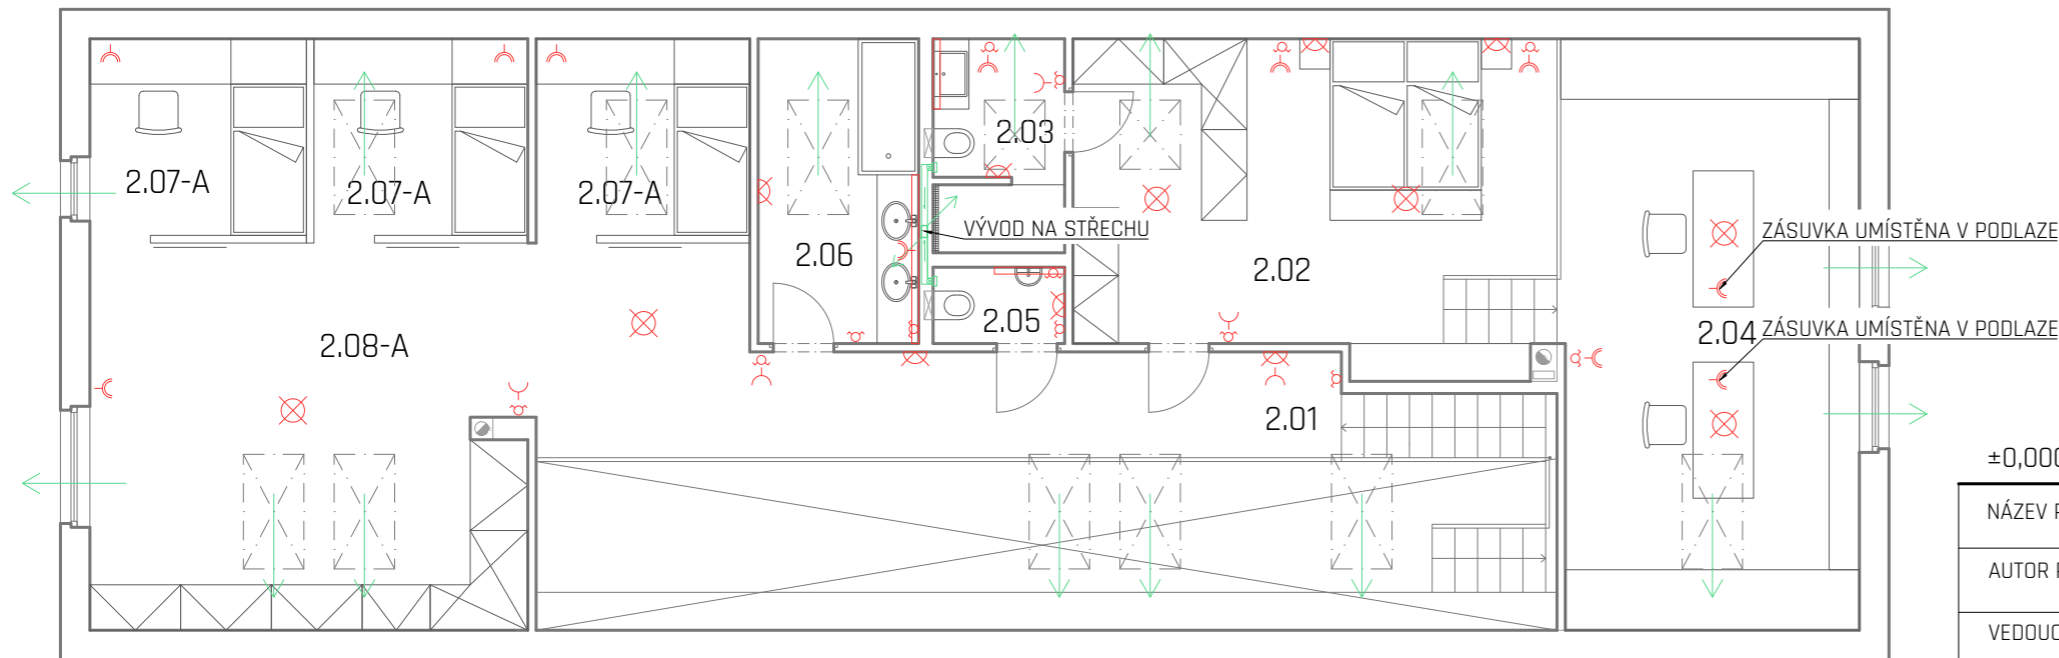 2.07-A
2.07-A
2.07-A
2.03
VÝVOD NA STŘECHU
2.06
2.02
ZÁSUVKA UMÍSTĚNA V PODLAZE
2.05
2.08-A
2.04
ZÁSUVKA UMÍSTĚNA V PODLAZE
2.01
±0,000
NÁZEV
AUTOR
VEDOUC